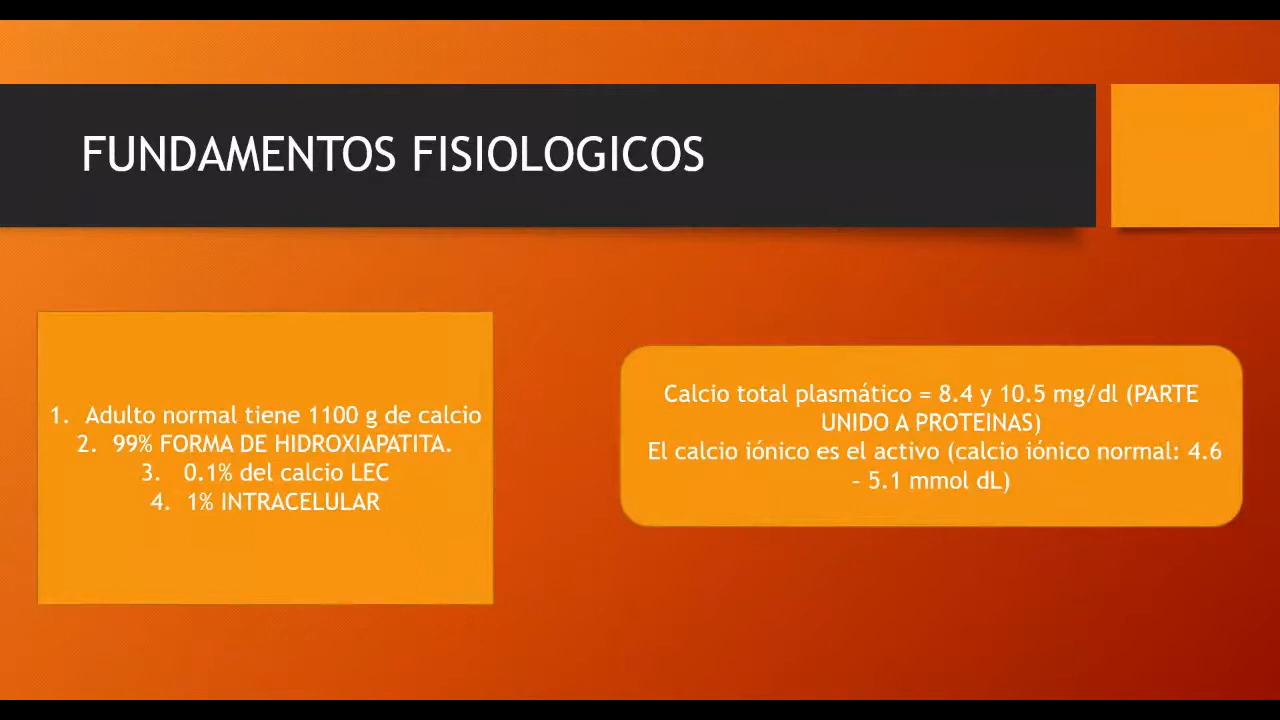 FUNDAMENTOS FISIOLOGICOS
1. Adulto normal tiene 1100 g de calcio
2. 99% FORMA DE HIDROXIAPATITA.
3. 0.1% del calcio LEC
4. 1% INTRACELULAR
Calcio total plasmático = 8.4 y 10.5 mg/dl (PARTE
UNIDO A PROTEINAS)
El calcio iónico es el activo (calcio iónico normal: 4.6
– 5.1 mmol dL)